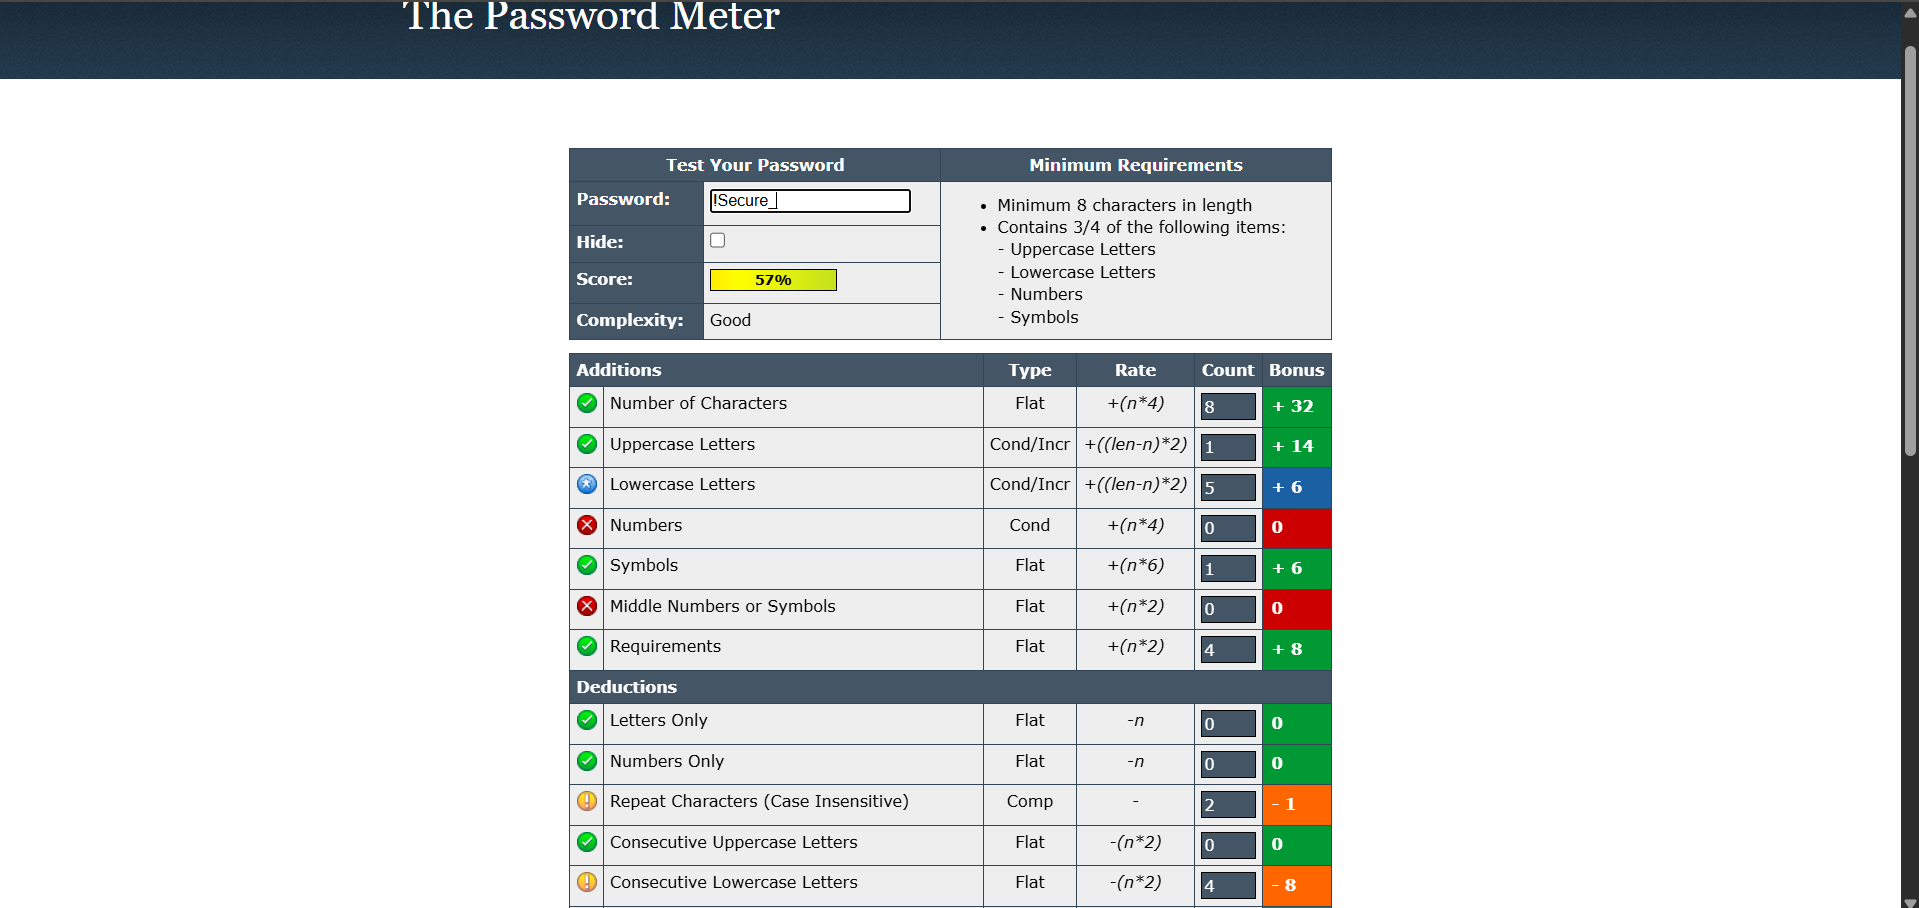 The Password Meter
Test Your Password Minimum Requirements
Password: !Secure_
Hide:
Score: 57%
Complexity: Good
• Minimum 8 characters in length
• Contains 3/4 of the following items:
- Uppercase Letters
- Lowercase Letters
- Numbers
- Symbols
Additions Type Rate Count Bonus
Number of Characters Flat +(n*4) 8 + 32
Uppercase Letters Cond/Incr +((len-n)*2) 1 + 14
Lowercase Letters Cond/Incr +((len-n)*2) 5 + 6
Numbers Cond +(n*4) 0 0
Symbols Flat +(n*6) 1 + 6
Middle Numbers or Symbols Flat +(n*2) 0 0
Requirements Flat +(n*2) 4 + 8
Deductions
Letters Only Flat -n 0 0
Numbers Only Flat -n 0 0
Repeat Characters (Case Insensitive) Comp - 2 - 1
Consecutive Uppercase Letters Flat -(n*2) 0 0
Consecutive Lowercase Letters Flat -(n*2) 4 - 8